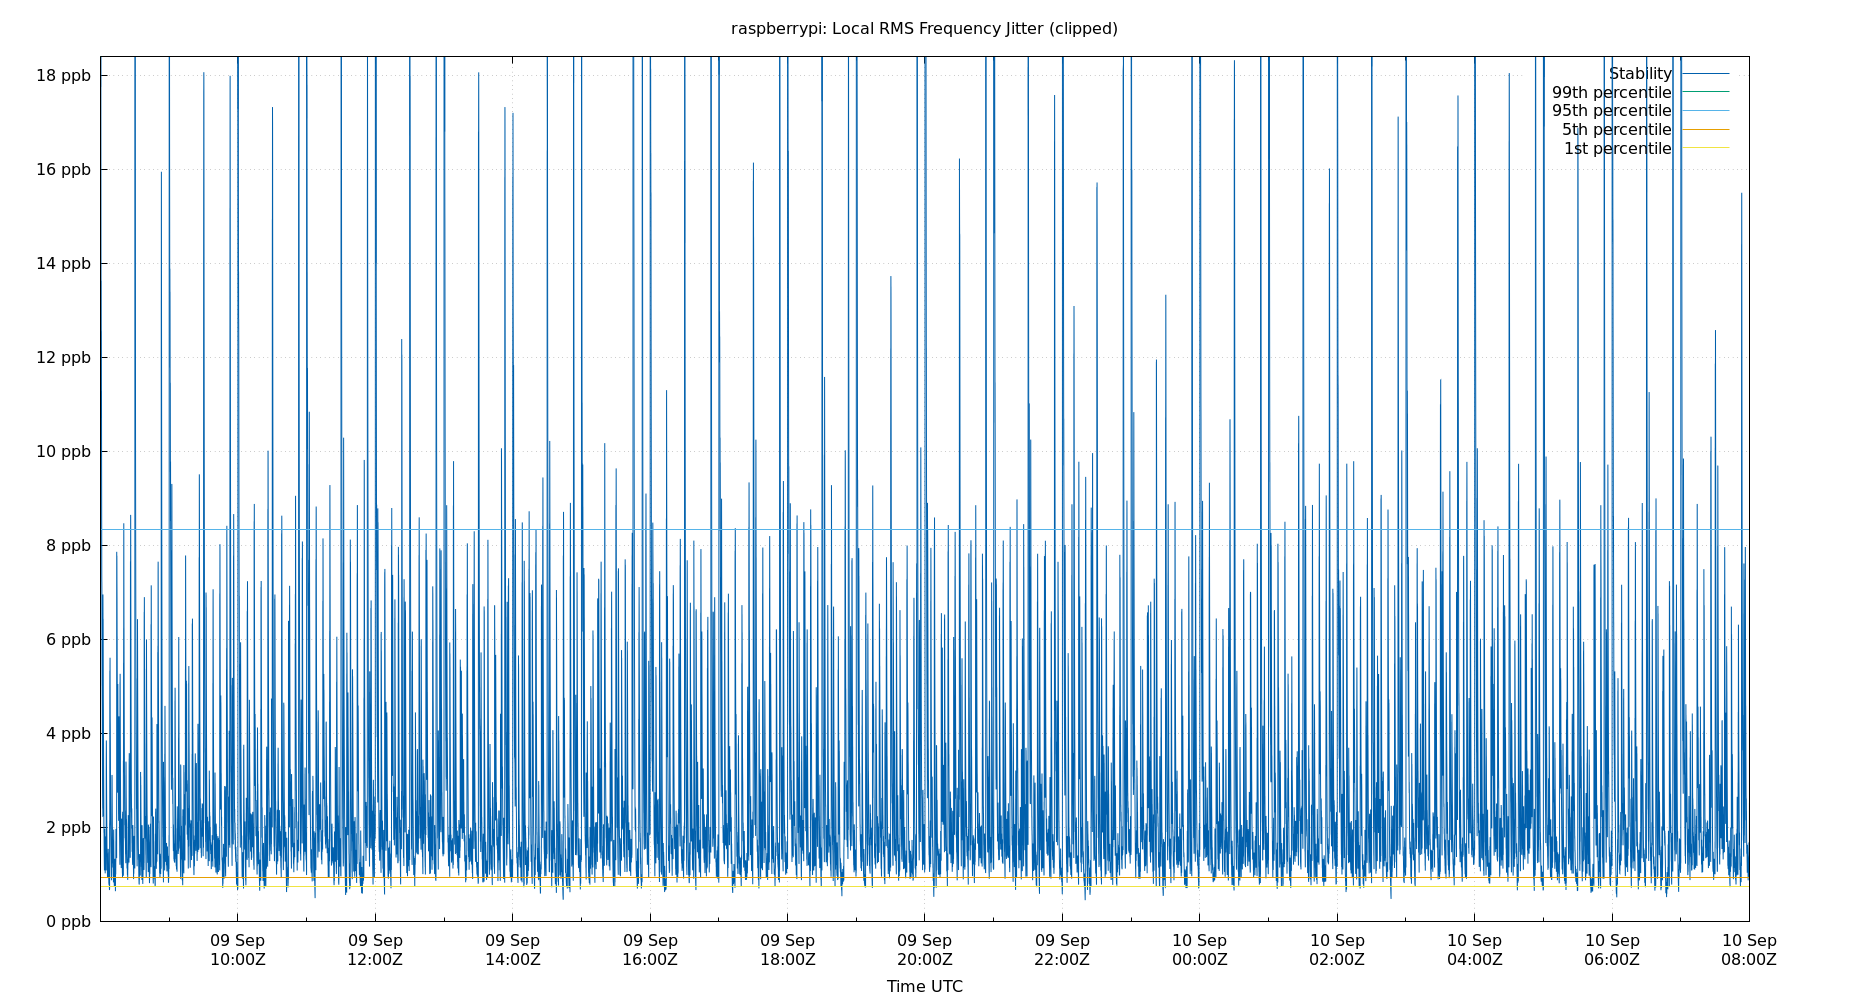 raspberrypi: Local RMS Frequency Jitter (clipped)
18 ppb
16 ppb
14 ppb
12 ppb
10 ppb
8 ppb
6 ppb
4 ppb
2 ppb
0 ppb
Stability
99th percentile
95th percentile
5th percentile
1st percentile
09 Sep 09 Sep 09 Sep 09 Sep 09 Sep 09 Sep 09 Sep 10 Sep 10 Sep 10 Sep 10 Sep 10 Sep
10:00Z 12:00Z 14:00Z 16:00Z 18:00Z 20:00Z 22:00Z 00:00Z 02:00Z 04:00Z 06:00Z 08:00Z
Time UTC